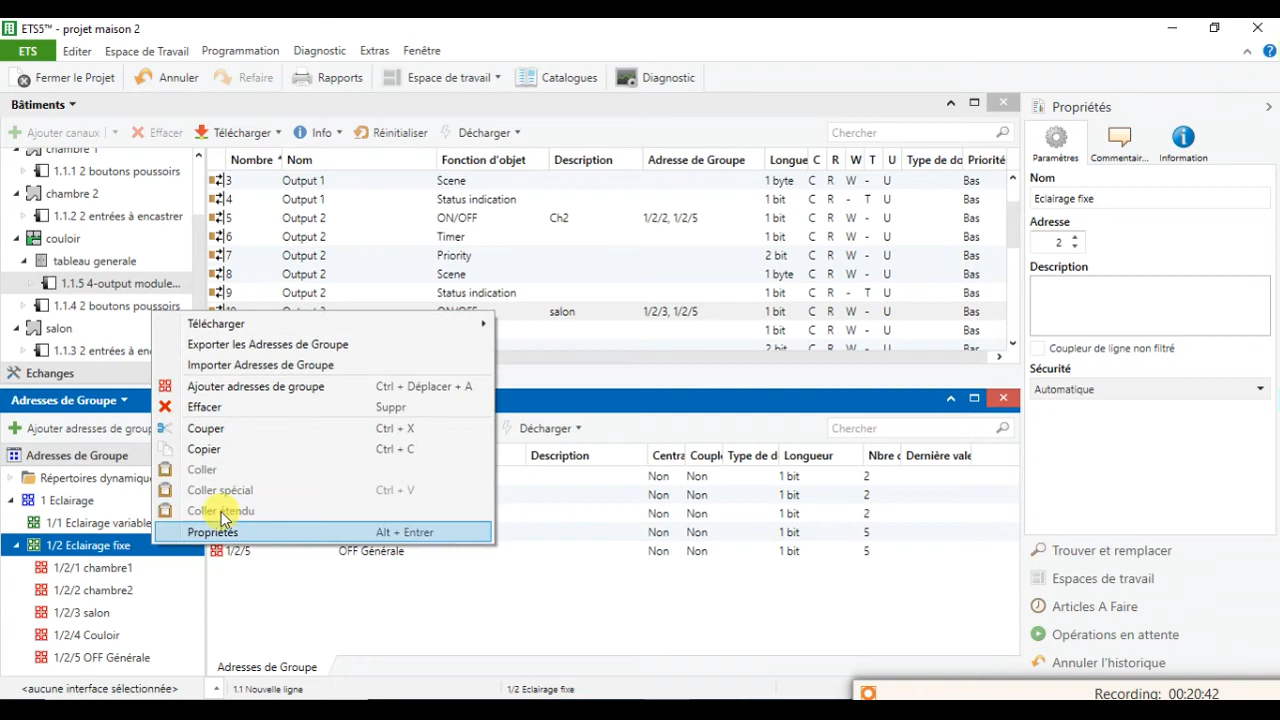 ETS5™ - projet maison 2
ETS Editer Espace de Travail Programmation Diagnostic Extras Fenêtre
Fermer le Projet Annuler Refaire Rapports Espace de travail Catalogues Diagnostic
Bâtiments
Ajouter canaux Effacer Télécharger Info Réinitialiser Décharger Chercher
chambre 1
1.1.1 2 boutons poussoirs
chambre 2
1.1.2 2 entrées à encastrer
couloir
tableau generale
1.1.5 4-output module...
1.1.4 2 boutons poussoirs
salon
1.1.3 2 entrées à en
Echanges
Nombre Nom Fonction d'objet Description Adresse de Groupe Longue C R W T U Type de do Priorité
3 Output 1 Scene 1 byte C R W - U Bas
4 Output 1 Status indication 1 bit C R - T U Bas
5 Output 2 ON/OFF Ch2 1/2/2, 1/2/5 1 bit C R W - U Bas
6 Output 2 Timer 1 bit C R W - U Bas
7 Output 2 Priority 2 bit C R W - U Bas
8 Output 2 Scene 1 byte C R W - U Bas
9 Output 2 Status indication 1 bit C R - T U Bas
salon 1/2/3, 1/2/5 1 bit C R W - U Bas
1 bit C R W - U Bas
2 bit C R W - U Bas
Télécharger
Exporter les Adresses de Groupe
Importer Adresses de Groupe
Ajouter adresses de groupe Ctrl + Déplacer + A
Effacer Suppr
Couper Ctrl + X
Copier Ctrl + C
Coller
Coller spécial Ctrl + V
Coller étendu
Propriétés Alt + Entrer
Adresses de Groupe
Ajouter adresses de group Décharger Chercher
Adresses de Groupe
Répertoires dynamique
1 Eclairage
1/1 Eclairage variable
1/2 Eclairage fixe
1/2/1 chambre1
1/2/2 chambre2
1/2/3 salon
1/2/4 Couloir
1/2/5 OFF Générale
Description Centra Couple Type de d Longueur Nbre d Dernière vale
Non Non 1 bit 2
Non Non 1 bit 2
Non Non 1 bit 2
Non Non 1 bit 5
1/2/5 OFF Générale Non Non 1 bit 5
Adresses de Groupe
<aucune interface sélectionnée> 1.1 Nouvelle ligne 1/2 Eclairage fixe
Propriétés
Paramètres Commentair... Information
Nom
Eclairage fixe
Adresse
2
Description
Coupleur de ligne non filtré
Sécurité
Automatique
Trouver et remplacer
Espaces de travail
Articles A Faire
Opérations en attente
Annuler l'historique
Recording: 00:20:42